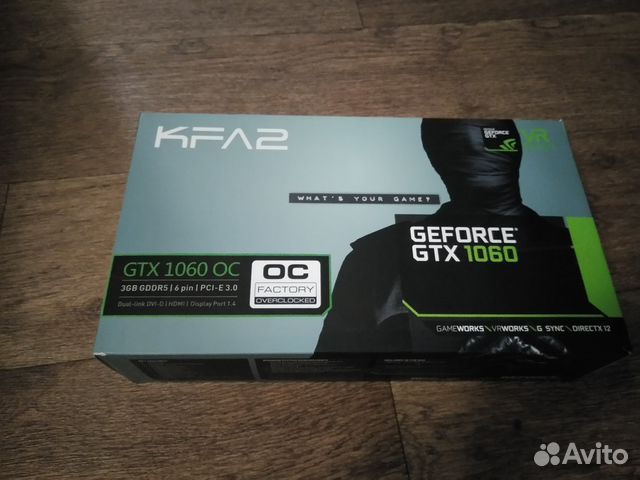 KFA2
GEFORCE
GTX
VR
WHAT'S YOUR GAME?
GEFORCE®
GTX 1060
GTX 1060 OC
3GB GDDR5 | 6 pin | PCI-E 3.0
Dual-link DVI-D | HDMI | Display Port 1.4
OC
FACTORY
OVERCLOCKED
GAMEWORKS \ VRWORKS \ G SYNC \ DIRECTX 12
Avito